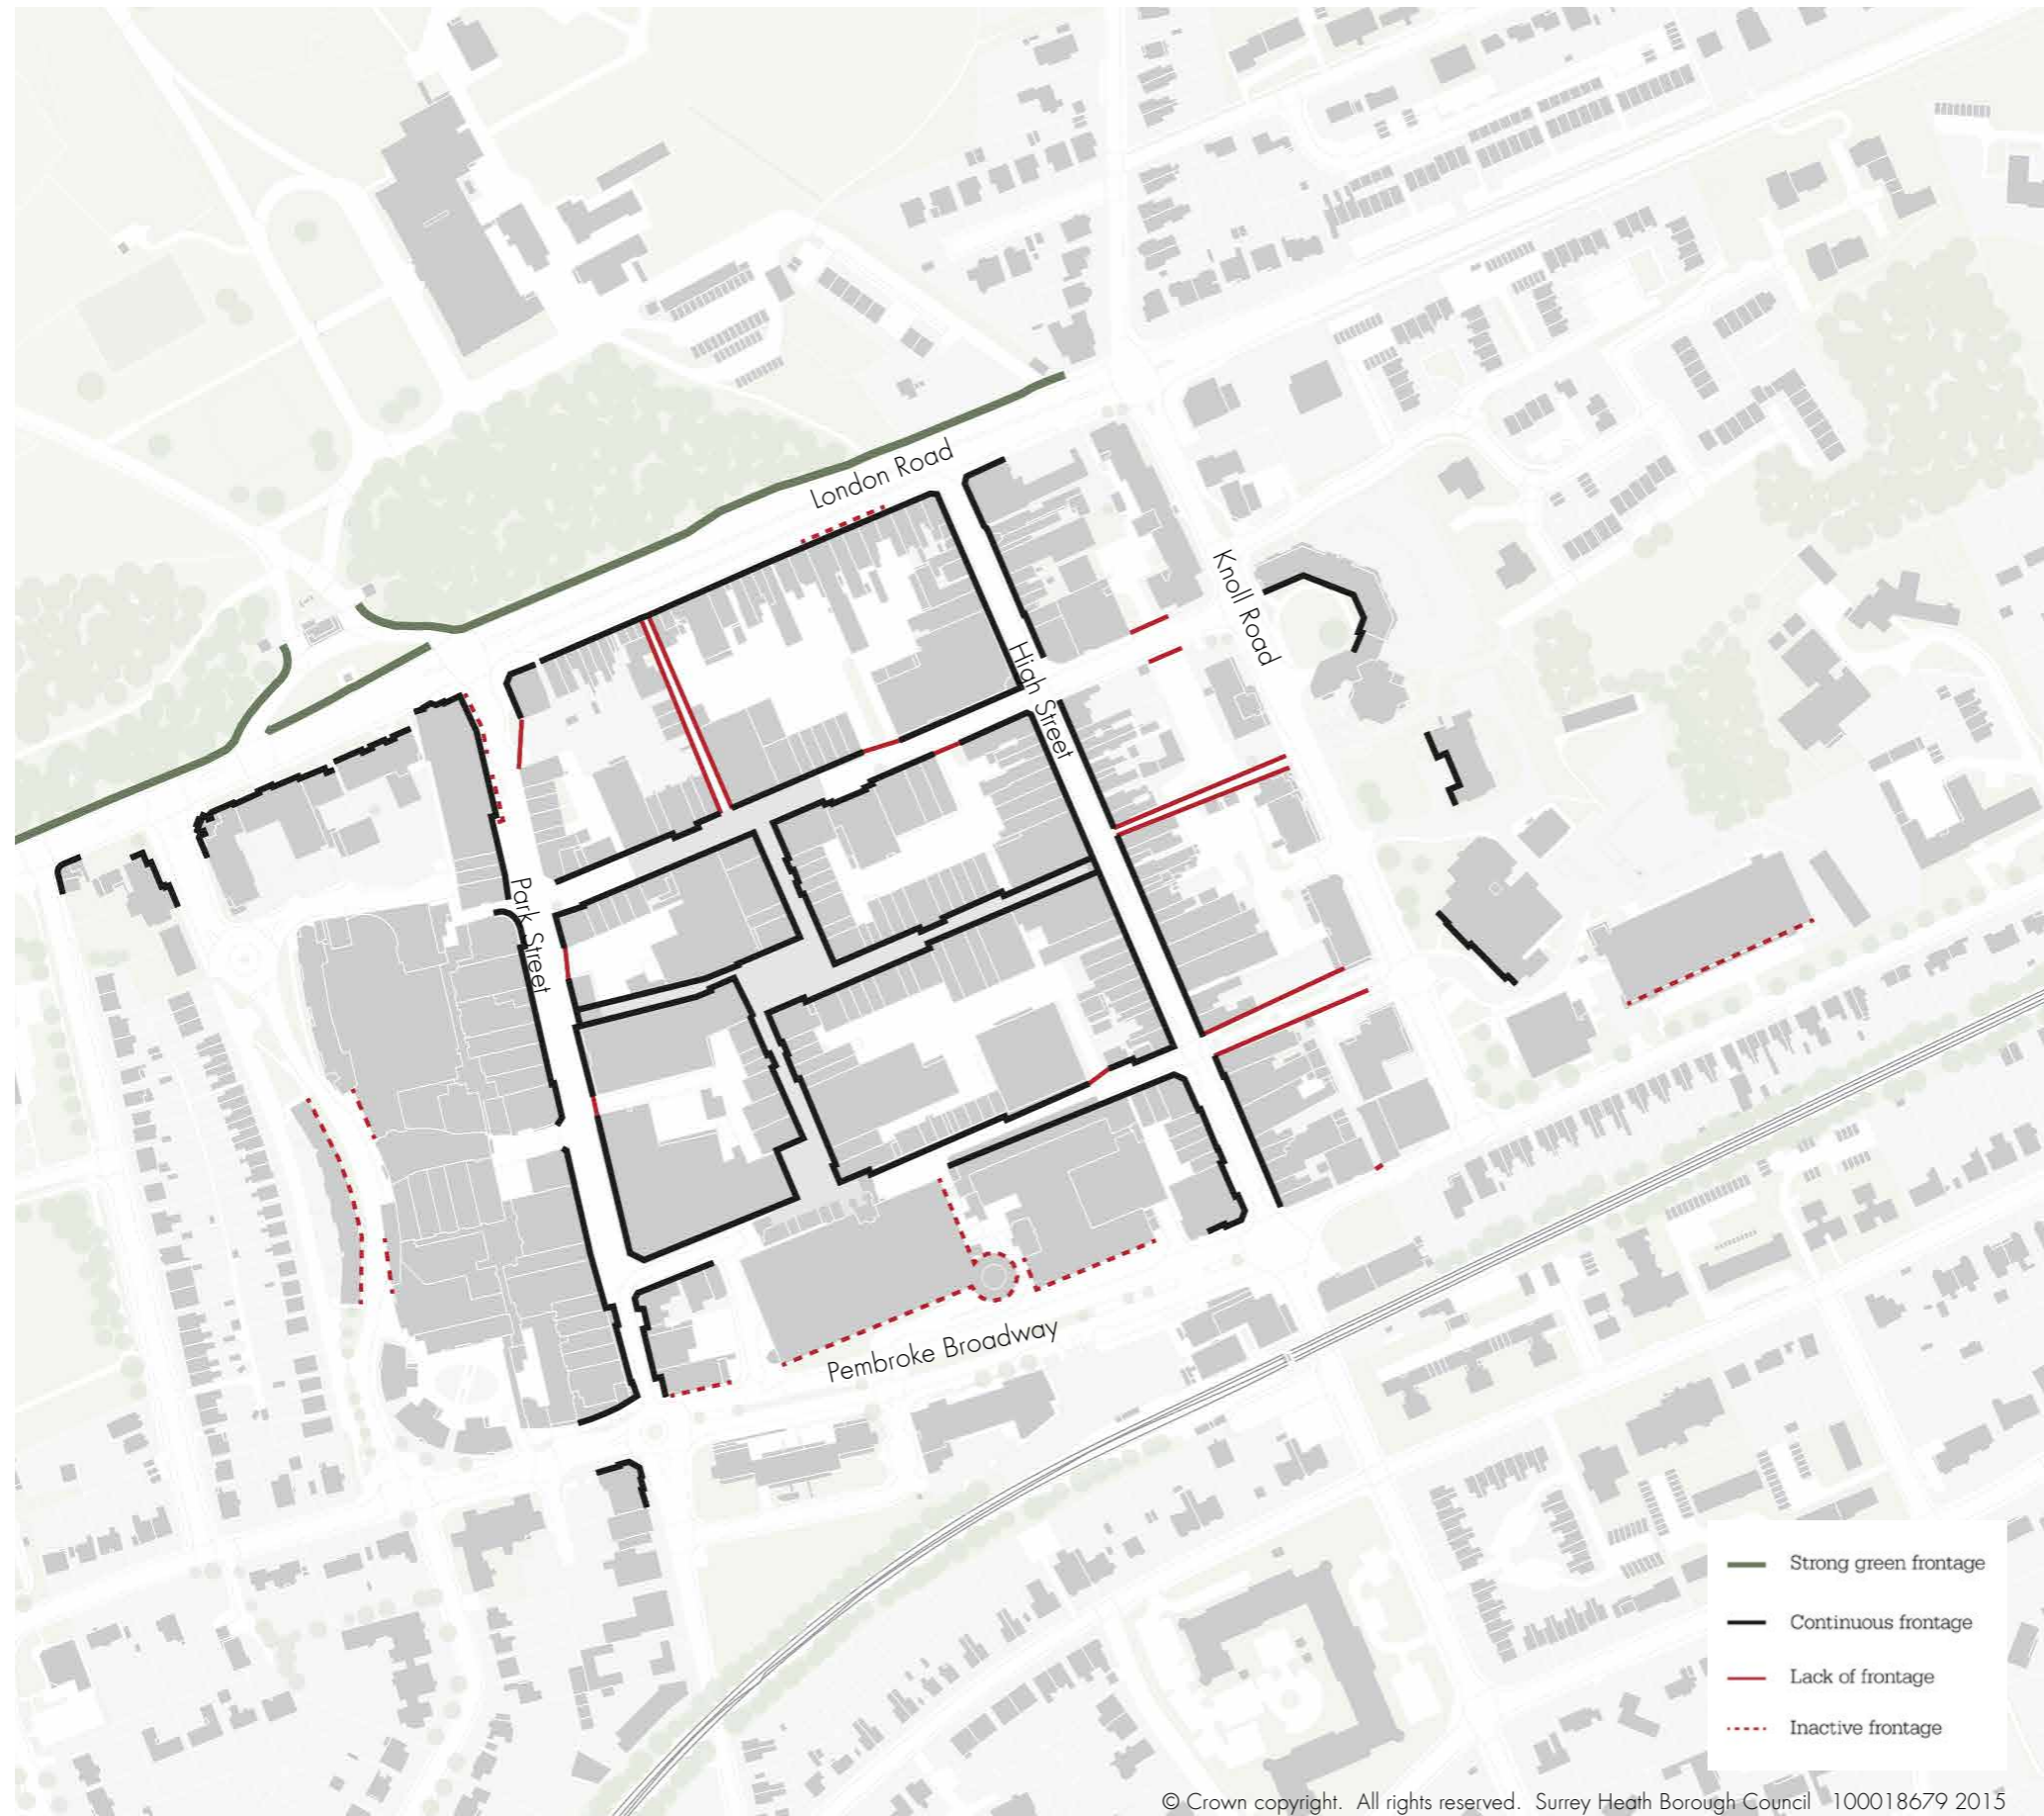 London Road
Knoll Road
High Street
Park Street
Pembroke Broadway
Strong green frontage
Continuous frontage
Lack of frontage
Inactive frontage
© Crown copyright. All rights reserved. Surrey Heath Borough Council 100018679 2015